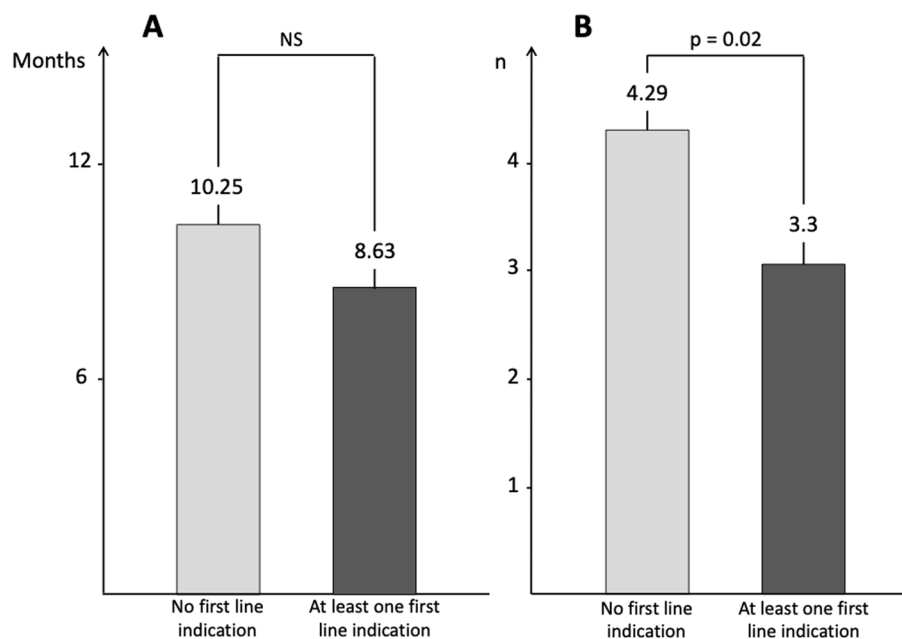 A
Months
NS
12
10.25
8.63
6
No first line
indication
At least one first
line indication
B
n
p = 0.02
4.29
4
3.3
3
2
1
No first line
indication
At least one first
line indication